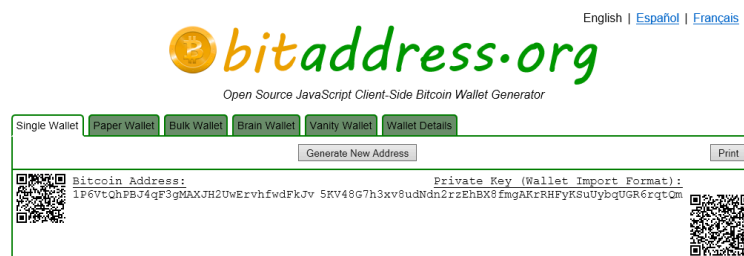 English | Español | Français
bitaddress.org
Open Source JavaScript Client-Side Bitcoin Wallet Generator
Single Wallet Paper Wallet Bulk Wallet Brain Wallet Vanity Wallet Wallet Details
Generate New Address Print
Bitcoin Address: Private Key (Wallet Import Format):
1P6VtQhPBJ4qF3gMAXJH2UwErvhfwdFkJv 5KV48G7h3xv8udNdn2rzEhBX8fmgAKrRHFyKSuUybqUGR6rqtQm